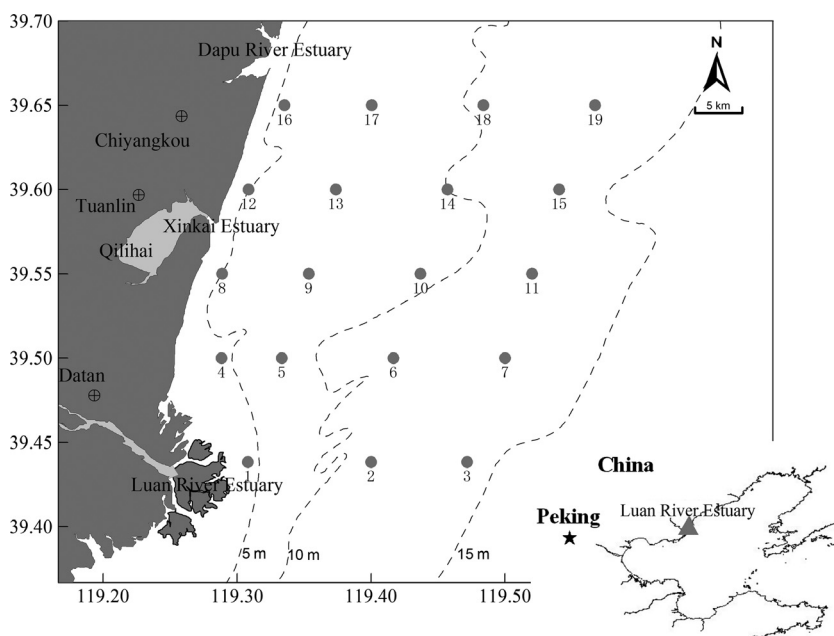 39.70
39.65
39.60
39.55
39.50
39.45
39.40
119.20
119.30
119.40
119.50
Dapu River Estuary
Chiyangkou
Tuanlin
Xinkai Estuary
Qilihai
Datan
Luan River Estuary
N
5 km
16
17
18
19
12
13
14
15
8
9
10
11
4
5
6
7
1
2
3
5 m
10 m
15 m
China
Peking
Luan River Estuary